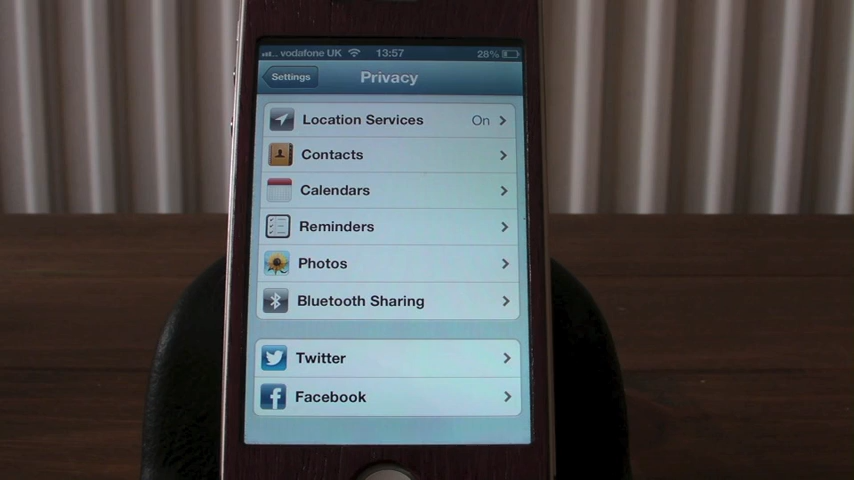 vodafone UK 13:57 28%
Settings Privacy
Location Services On
Contacts
Calendars
Reminders
Photos
Bluetooth Sharing
Twitter
Facebook